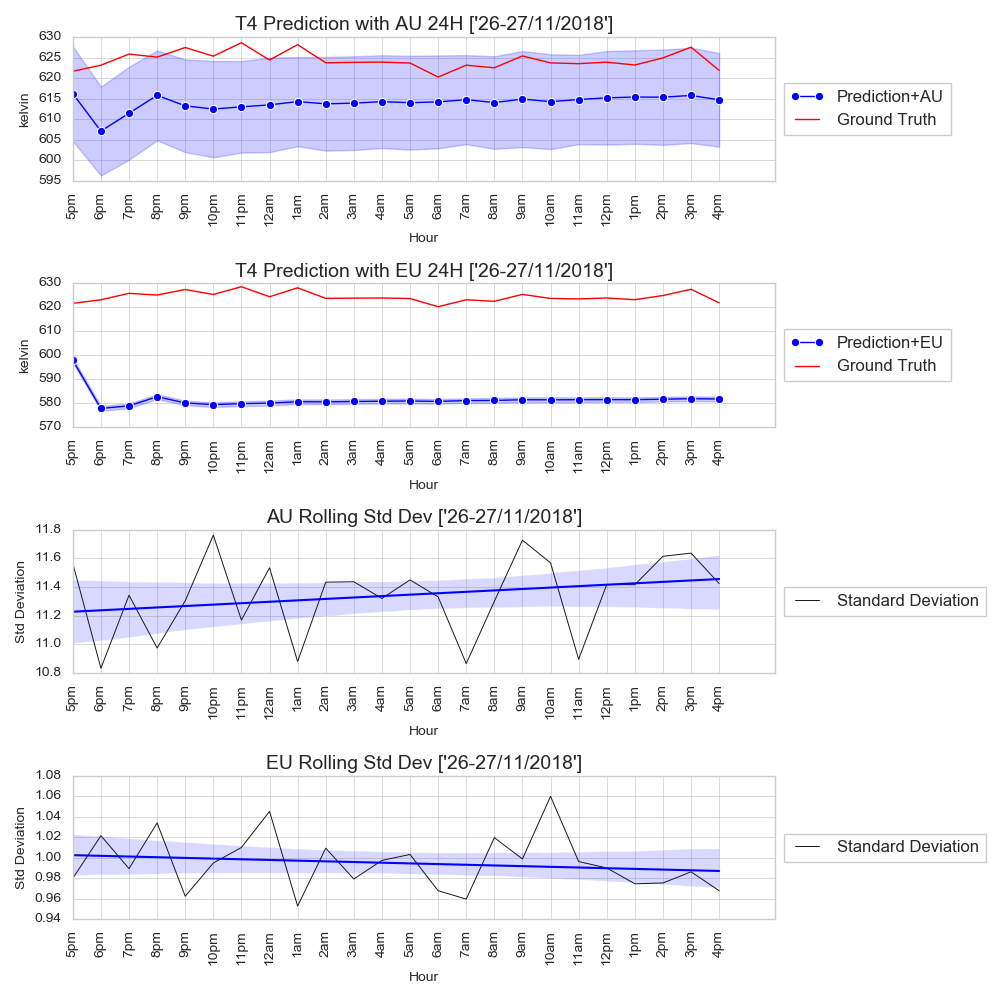 T4 Prediction with AU 24H ['26-27/11/2018']
630
625
620
615
610
605
600
595
kelvin
5pm 6pm 7pm 8pm 9pm 10pm 11pm 12am 1am 2am 3am 4am 5am 6am 7am 8am 9am 10am 11am 12pm 1pm 2pm 3pm 4pm
Hour
Prediction+AU
Ground Truth
T4 Prediction with EU 24H ['26-27/11/2018']
630
620
610
600
590
580
570
kelvin
5pm 6pm 7pm 8pm 9pm 10pm 11pm 12am 1am 2am 3am 4am 5am 6am 7am 8am 9am 10am 11am 12pm 1pm 2pm 3pm 4pm
Hour
Prediction+EU
Ground Truth
AU Rolling Std Dev ['26-27/11/2018']
11.8
11.6
11.4
11.2
11.0
10.8
Std Deviation
5pm 6pm 7pm 8pm 9pm 10pm 11pm 12am 1am 2am 3am 4am 5am 6am 7am 8am 9am 10am 11am 12pm 1pm 2pm 3pm 4pm
Hour
Standard Deviation
EU Rolling Std Dev ['26-27/11/2018']
1.08
1.06
1.04
1.02
1.00
0.98
0.96
0.94
Std Deviation
5pm 6pm 7pm 8pm 9pm 10pm 11pm 12am 1am 2am 3am 4am 5am 6am 7am 8am 9am 10am 11am 12pm 1pm 2pm 3pm 4pm
Hour
Standard Deviation